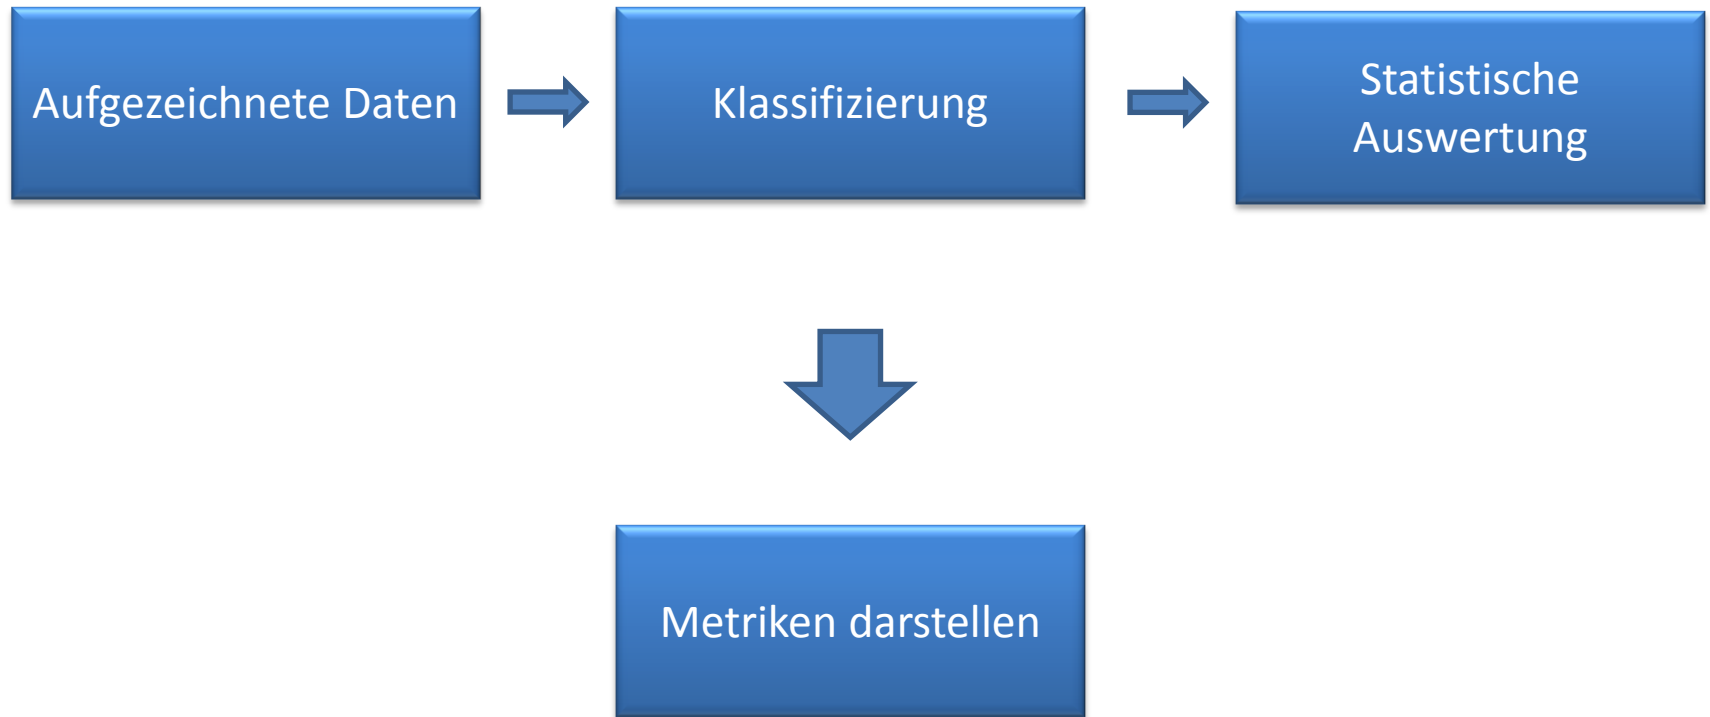 Aufgezeichnete Daten
Klassifizierung
Statistische
Auswertung
Metriken darstellen